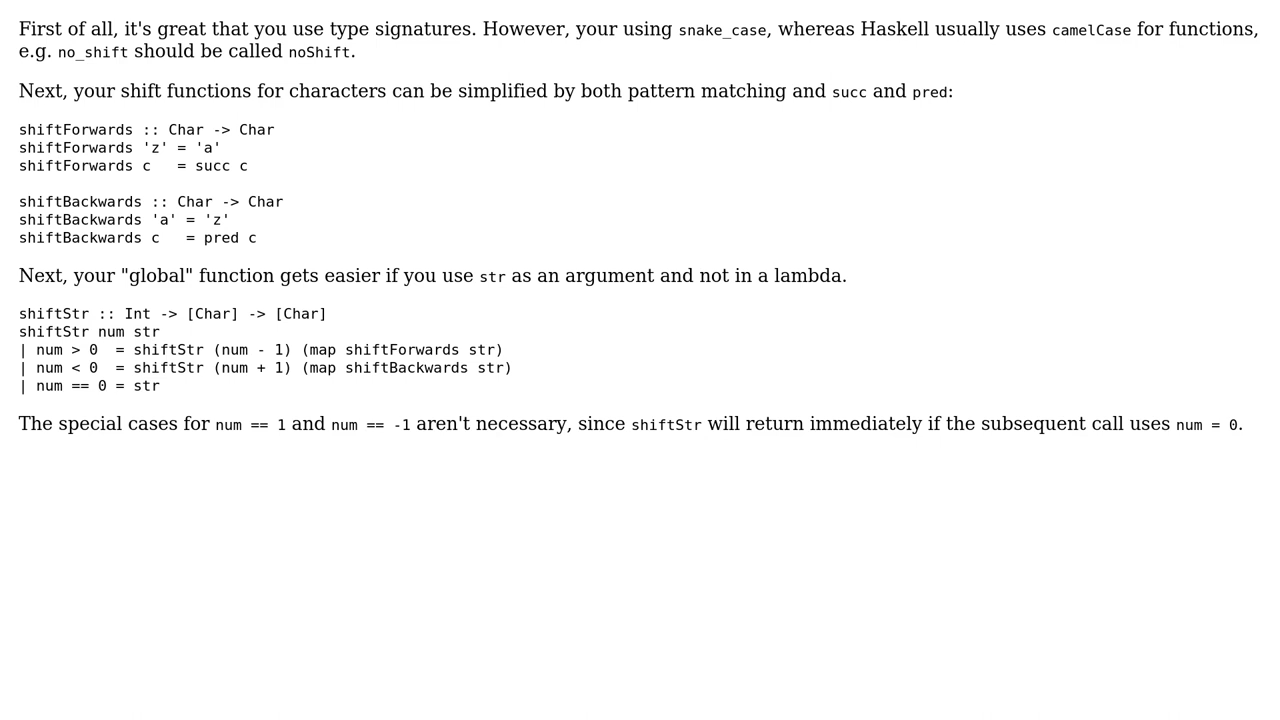 First of all, it's great that you use type signatures. However, your using snake_case, whereas Haskell usually uses camelCase for functions,
e.g. no_shift should be called noShift.
Next, your shift functions for characters can be simplified by both pattern matching and succ and pred:
shiftForwards :: Char -> Char
shiftForwards 'z' = 'a'
shiftForwards c   = succ c
shiftBackwards :: Char -> Char
shiftBackwards 'a' = 'z'
shiftBackwards c   = pred c
Next, your "global" function gets easier if you use str as an argument and not in a lambda.
shiftStr :: Int -> [Char] -> [Char]
shiftStr num str
| num > 0  = shiftStr (num - 1) (map shiftForwards str)
| num < 0  = shiftStr (num + 1) (map shiftBackwards str)
| num == 0 = str
The special cases for num == 1 and num == -1 aren't necessary, since shiftStr will return immediately if the subsequent call uses num = 0.